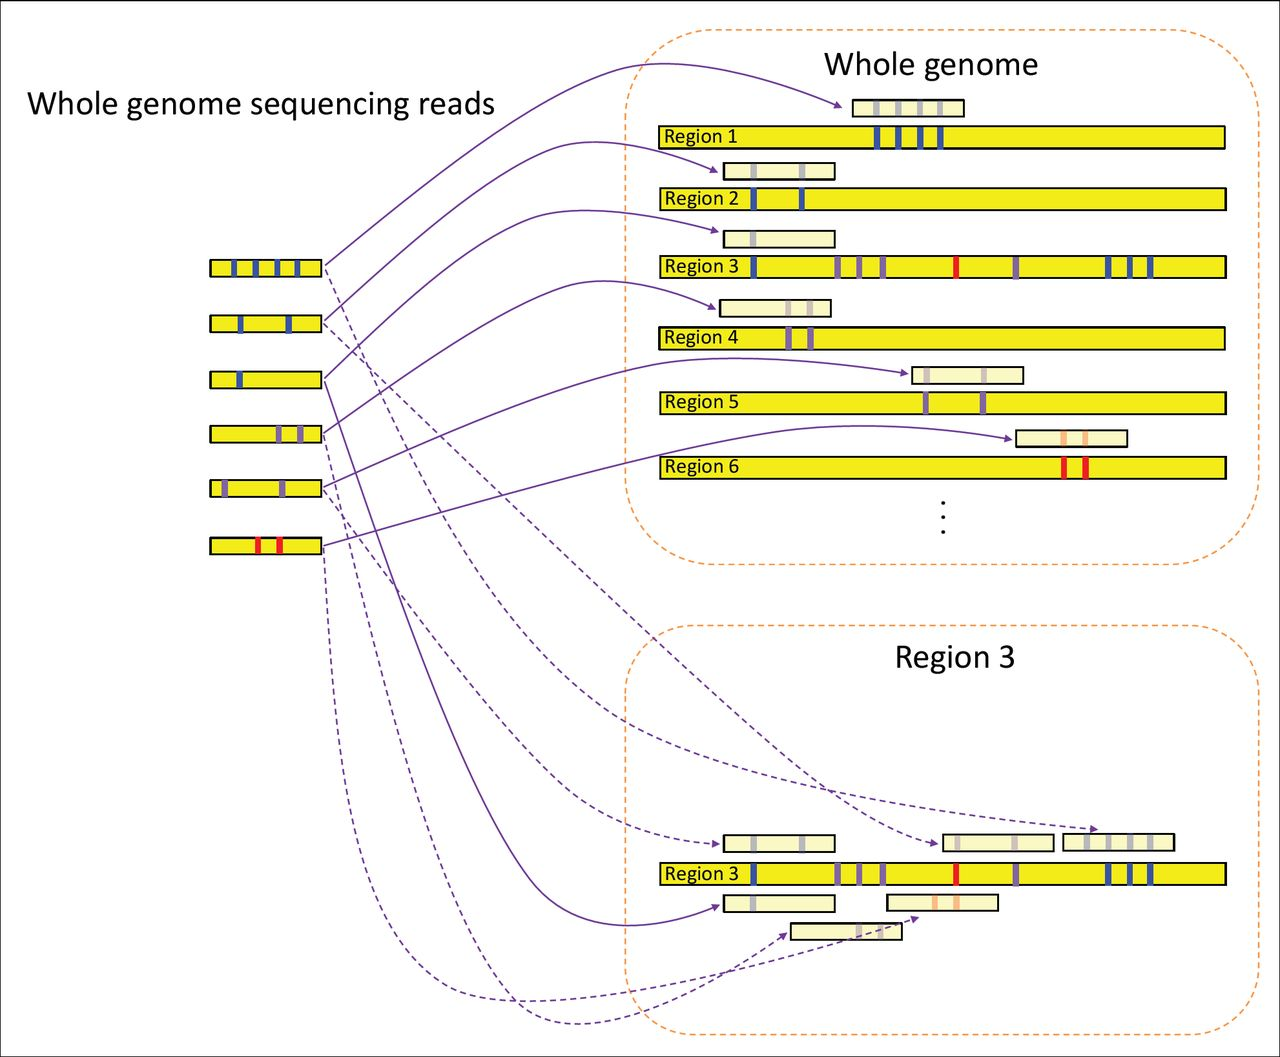 Whole genome sequencing reads
Whole genome
Region 1
Region 2
Region 3
Region 4
Region 5
Region 6
Region 3
Region 3